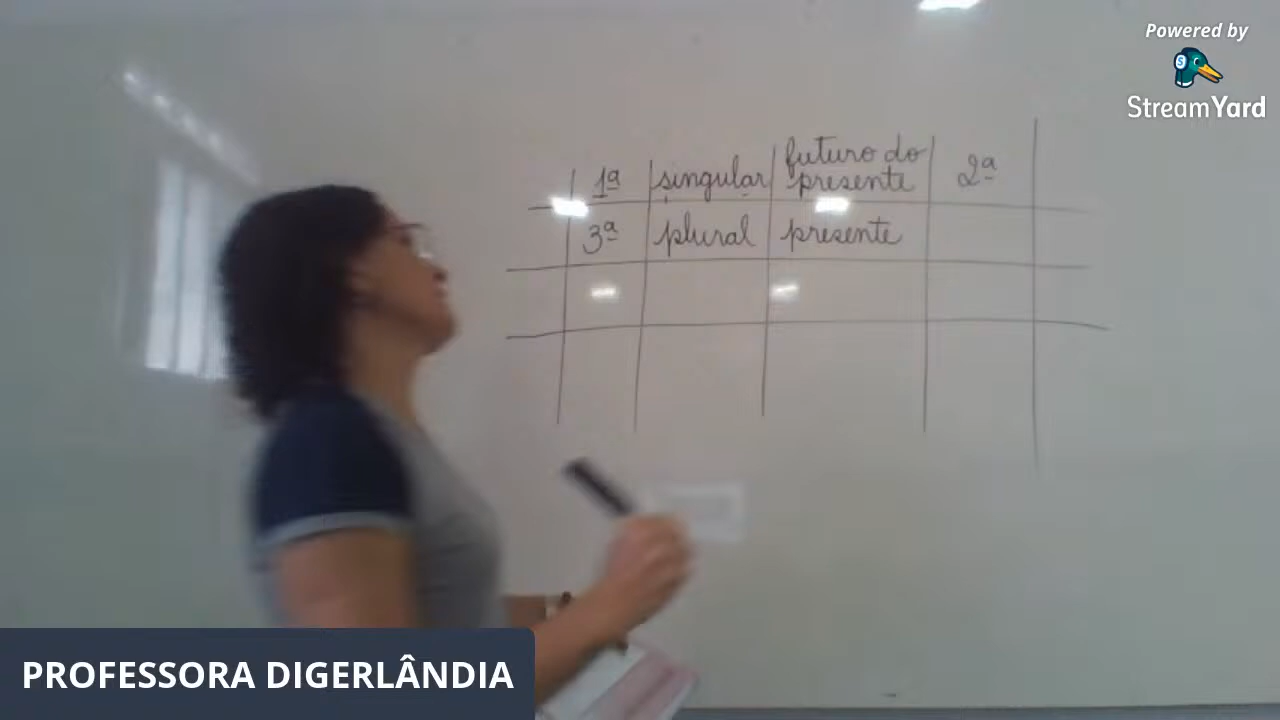 Powered by
StreamYard
1ª singular futuro do presente 2ª
3ª plural presente
PROFESSORA DIGERLÂNDIA